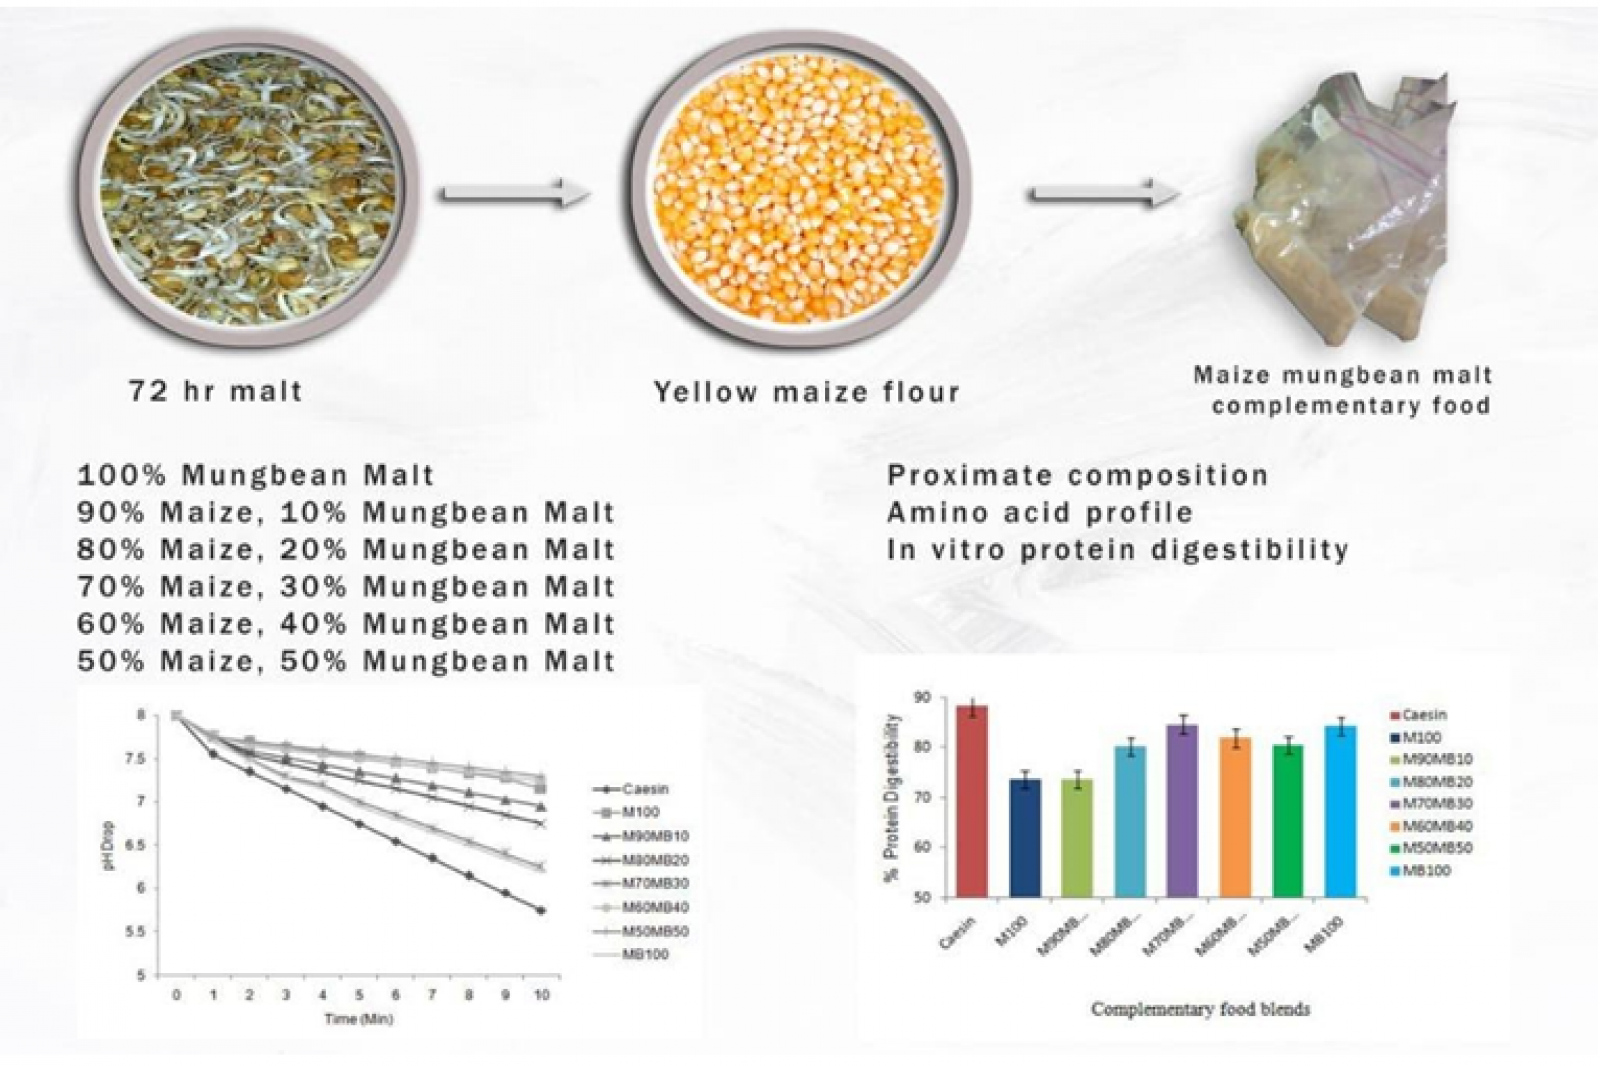 72 hr malt
Yellow maize flour
Maize mungbean malt
complementary food
100% Mungbean Malt
90% Maize, 10% Mungbean Malt
80% Maize, 20% Mungbean Malt
70% Maize, 30% Mungbean Malt
60% Maize, 40% Mungbean Malt
50% Maize, 50% Mungbean Malt
Proximate composition
Amino acid profile
In vitro protein digestibility
8
7.5
7
6.5
6
5.5
5
pH Drop
0 1 2 3 4 5 6 7 8 9 10
Time (Min)
Caesin
M100
M90MB10
M80MB20
M70MB30
M60MB40
M50MB50
MB100
90
80
70
60
50
% Protein Digestibility
Caesin
M100
M90MB...
M80MB...
M70MB...
M60MB...
M50MB...
MB100
Complementary food blends
Caesin
M100
M90MB10
M80MB20
M70MB30
M60MB40
M50MB50
MB100